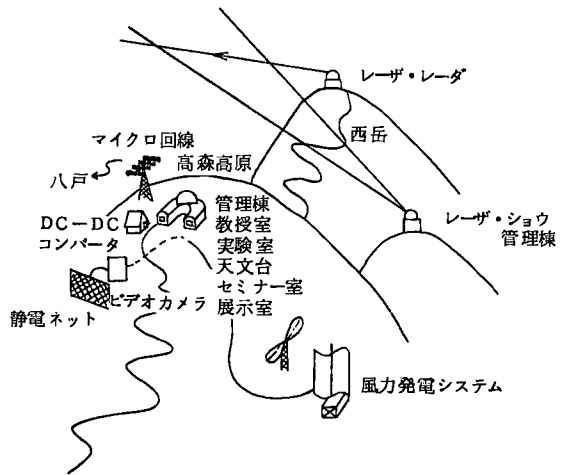 レーザ・レーダ
西岳
マイクロ回線
高森高原
八戸
管理棟
教授室
実験室
天文台
セミナー室
展示室
レーザ・ショウ
管理棟
DC－DC
コンバータ
ビデオカメラ
静電ネット
風力発電システム